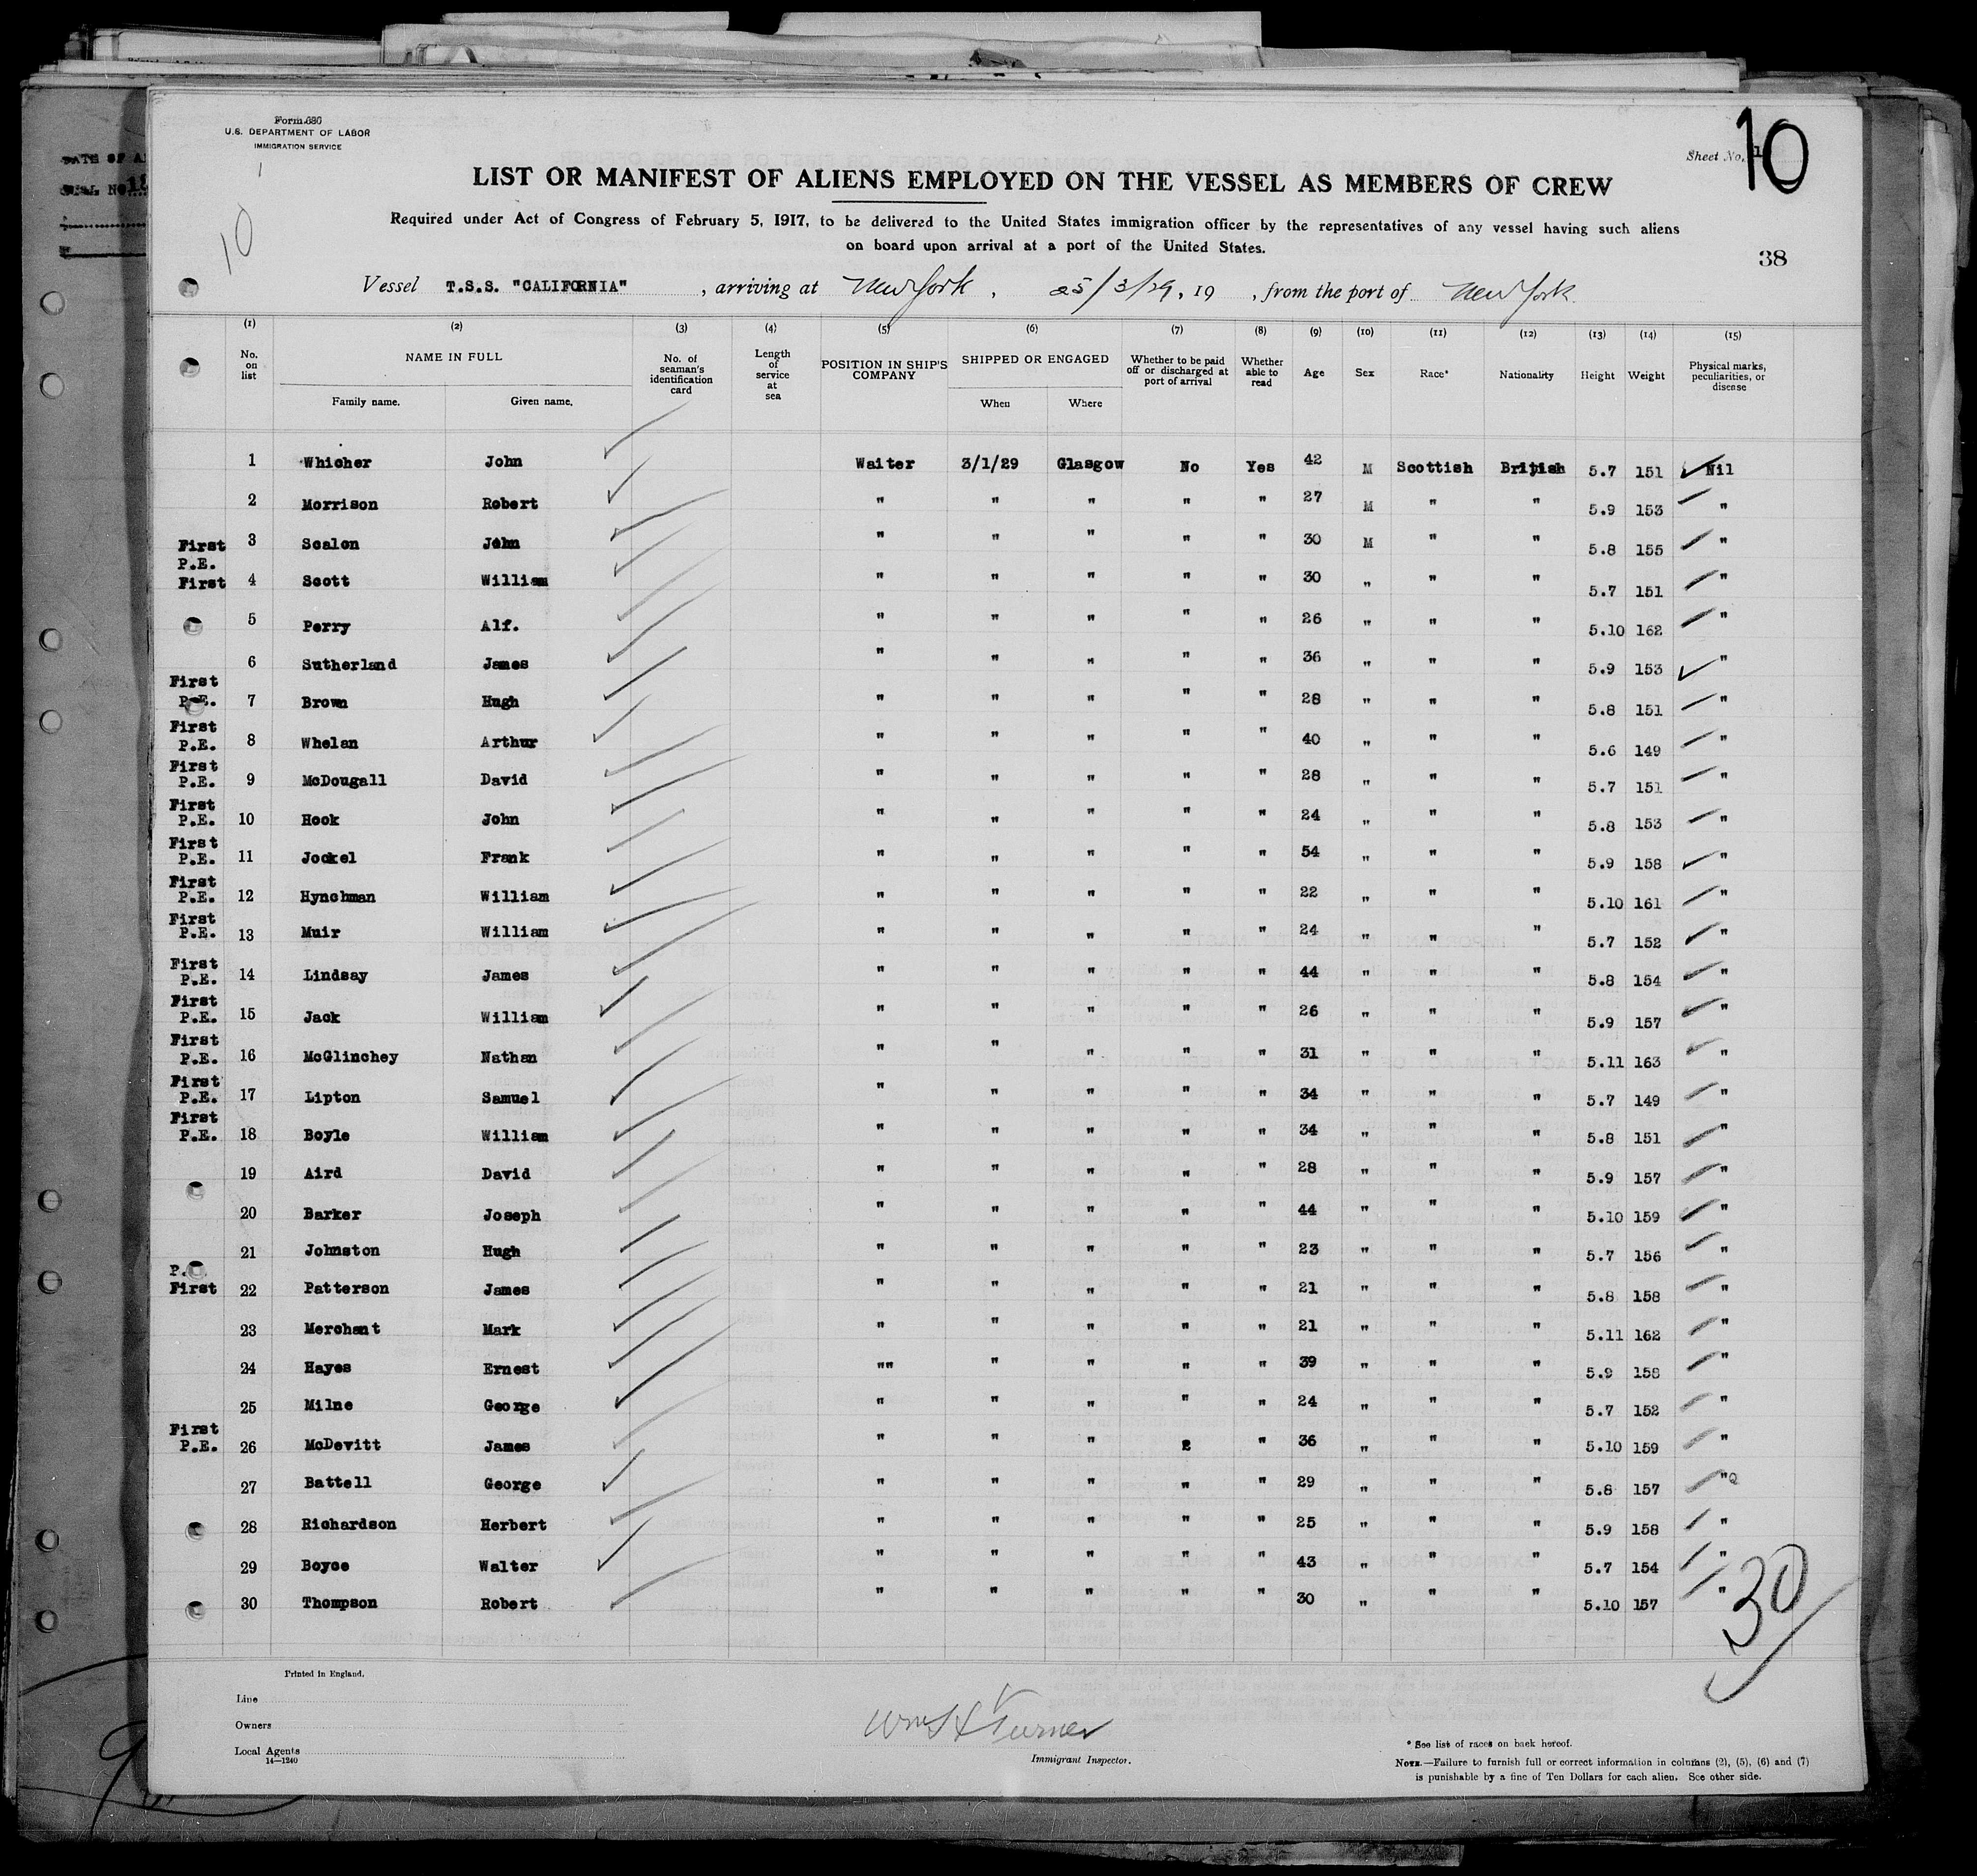 Form 686
U.S. DEPARTMENT OF LABOR
IMMIGRATION SERVICE
10
Sheet No. 1
10
LIST OR MANIFEST OF ALIENS EMPLOYED ON THE VESSEL AS MEMBERS OF CREW
Required under Act of Congress of February 5, 1917, to be delivered to the United States immigration officer by the representatives of any vessel having such aliens
on board upon arrival at a port of the United States.
38
Vessel T.S.S. "CALIFORNIA" , arriving at New York , 25/3/29, 19 , from the port of New York
(1) (2) (3) (4) (5) (6) (7) (8) (9) (10) (11) (12) (13) (14) (15)
No. on list NAME IN FULL Family name. Given name. No. of seaman's identification card Length of service at sea POSITION IN SHIP'S COMPANY SHIPPED OR ENGAGED When Where Whether to be paid off or discharged at port of arrival Whether able to read Age Sex Race* Nationality Height Weight Physical marks, peculiarities, or disease
1 Whicher John Waiter 3/1/29 Glasgow No Yes 42 M Scottish British 5.7 151 Nil
2 Morrison Robert " " " " " 27 M " " 5.9 153 "
First P.E. 3 Scalon John " " " " " 30 M " " 5.8 155 "
First 4 Scott William " " " " " 30 " " " 5.7 151 "
5 Perry Alf. " " " " " 26 " " " 5.10 162 "
6 Sutherland James " " " " " 36 " " " 5.9 153 "
First P.E. 7 Brown Hugh " " " " " 28 " " " 5.8 151 "
First P.E. 8 Whelan Arthur " " " " " 40 " " " 5.6 149 "
First P.E. 9 McDougall David " " " " " 28 " " " 5.7 151 "
First P.E. 10 Hook John " " " " " 24 " " " 5.8 153 "
First P.E. 11 Jockel Frank " " " " " 54 " " " 5.9 158 "
First P.E. 12 Hynchman William " " " " " 22 " " " 5.10 161 "
First P.E. 13 Muir William " " " " " 24 " " " 5.7 152 "
First P.E. 14 Lindsay James " " " " " 44 " " " 5.8 154 "
First P.E. 15 Jack William " " " " " 26 " " " 5.9 157 "
First P.E. 16 McGlinchey Nathan " " " " " 31 " " " 5.11 163 "
First P.E. 17 Lipton Samuel " " " " " 34 " " " 5.7 149 "
First P.E. 18 Boyle William " " " " " 34 " " " 5.8 151 "
19 Aird David " " " " " 28 " " " 5.9 157 "
20 Barker Joseph " " " " " 44 " " " 5.10 159 "
21 Johnston Hugh " " " " " 23 " " " 5.7 156 "
First 22 Patterson James " " " " " 21 " " " 5.8 158 "
23 Merchant Mark " " " " " 21 " " " 5.11 162 "
24 Hayes Ernest "" " " " " 39 " " " 5.9 158 "
25 Milne George " " " " " 24 " " " 5.7 152 "
First P.E. 26 McDevitt James " " " 2 " 36 " " " 5.10 159 "
27 Battell George " " " " " 29 " " " 5.8 157 "
28 Richardson Herbert " " " " " 25 " " " 5.9 158 "
29 Boyce Walter " " " " " 43 " " " 5.7 154 "
30 Thompson Robert " " " " " 30 " " " 5.10 157 "
30
Printed in England.
Line
Owners
Local Agents
14—1240
Wm H Turner
Immigrant Inspector.
* See list of races on back hereof.
NOTE.—Failure to furnish full or correct information in columns (2), (5), (6) and (7)
is punishable by a fine of Ten Dollars for each alien. See other side.